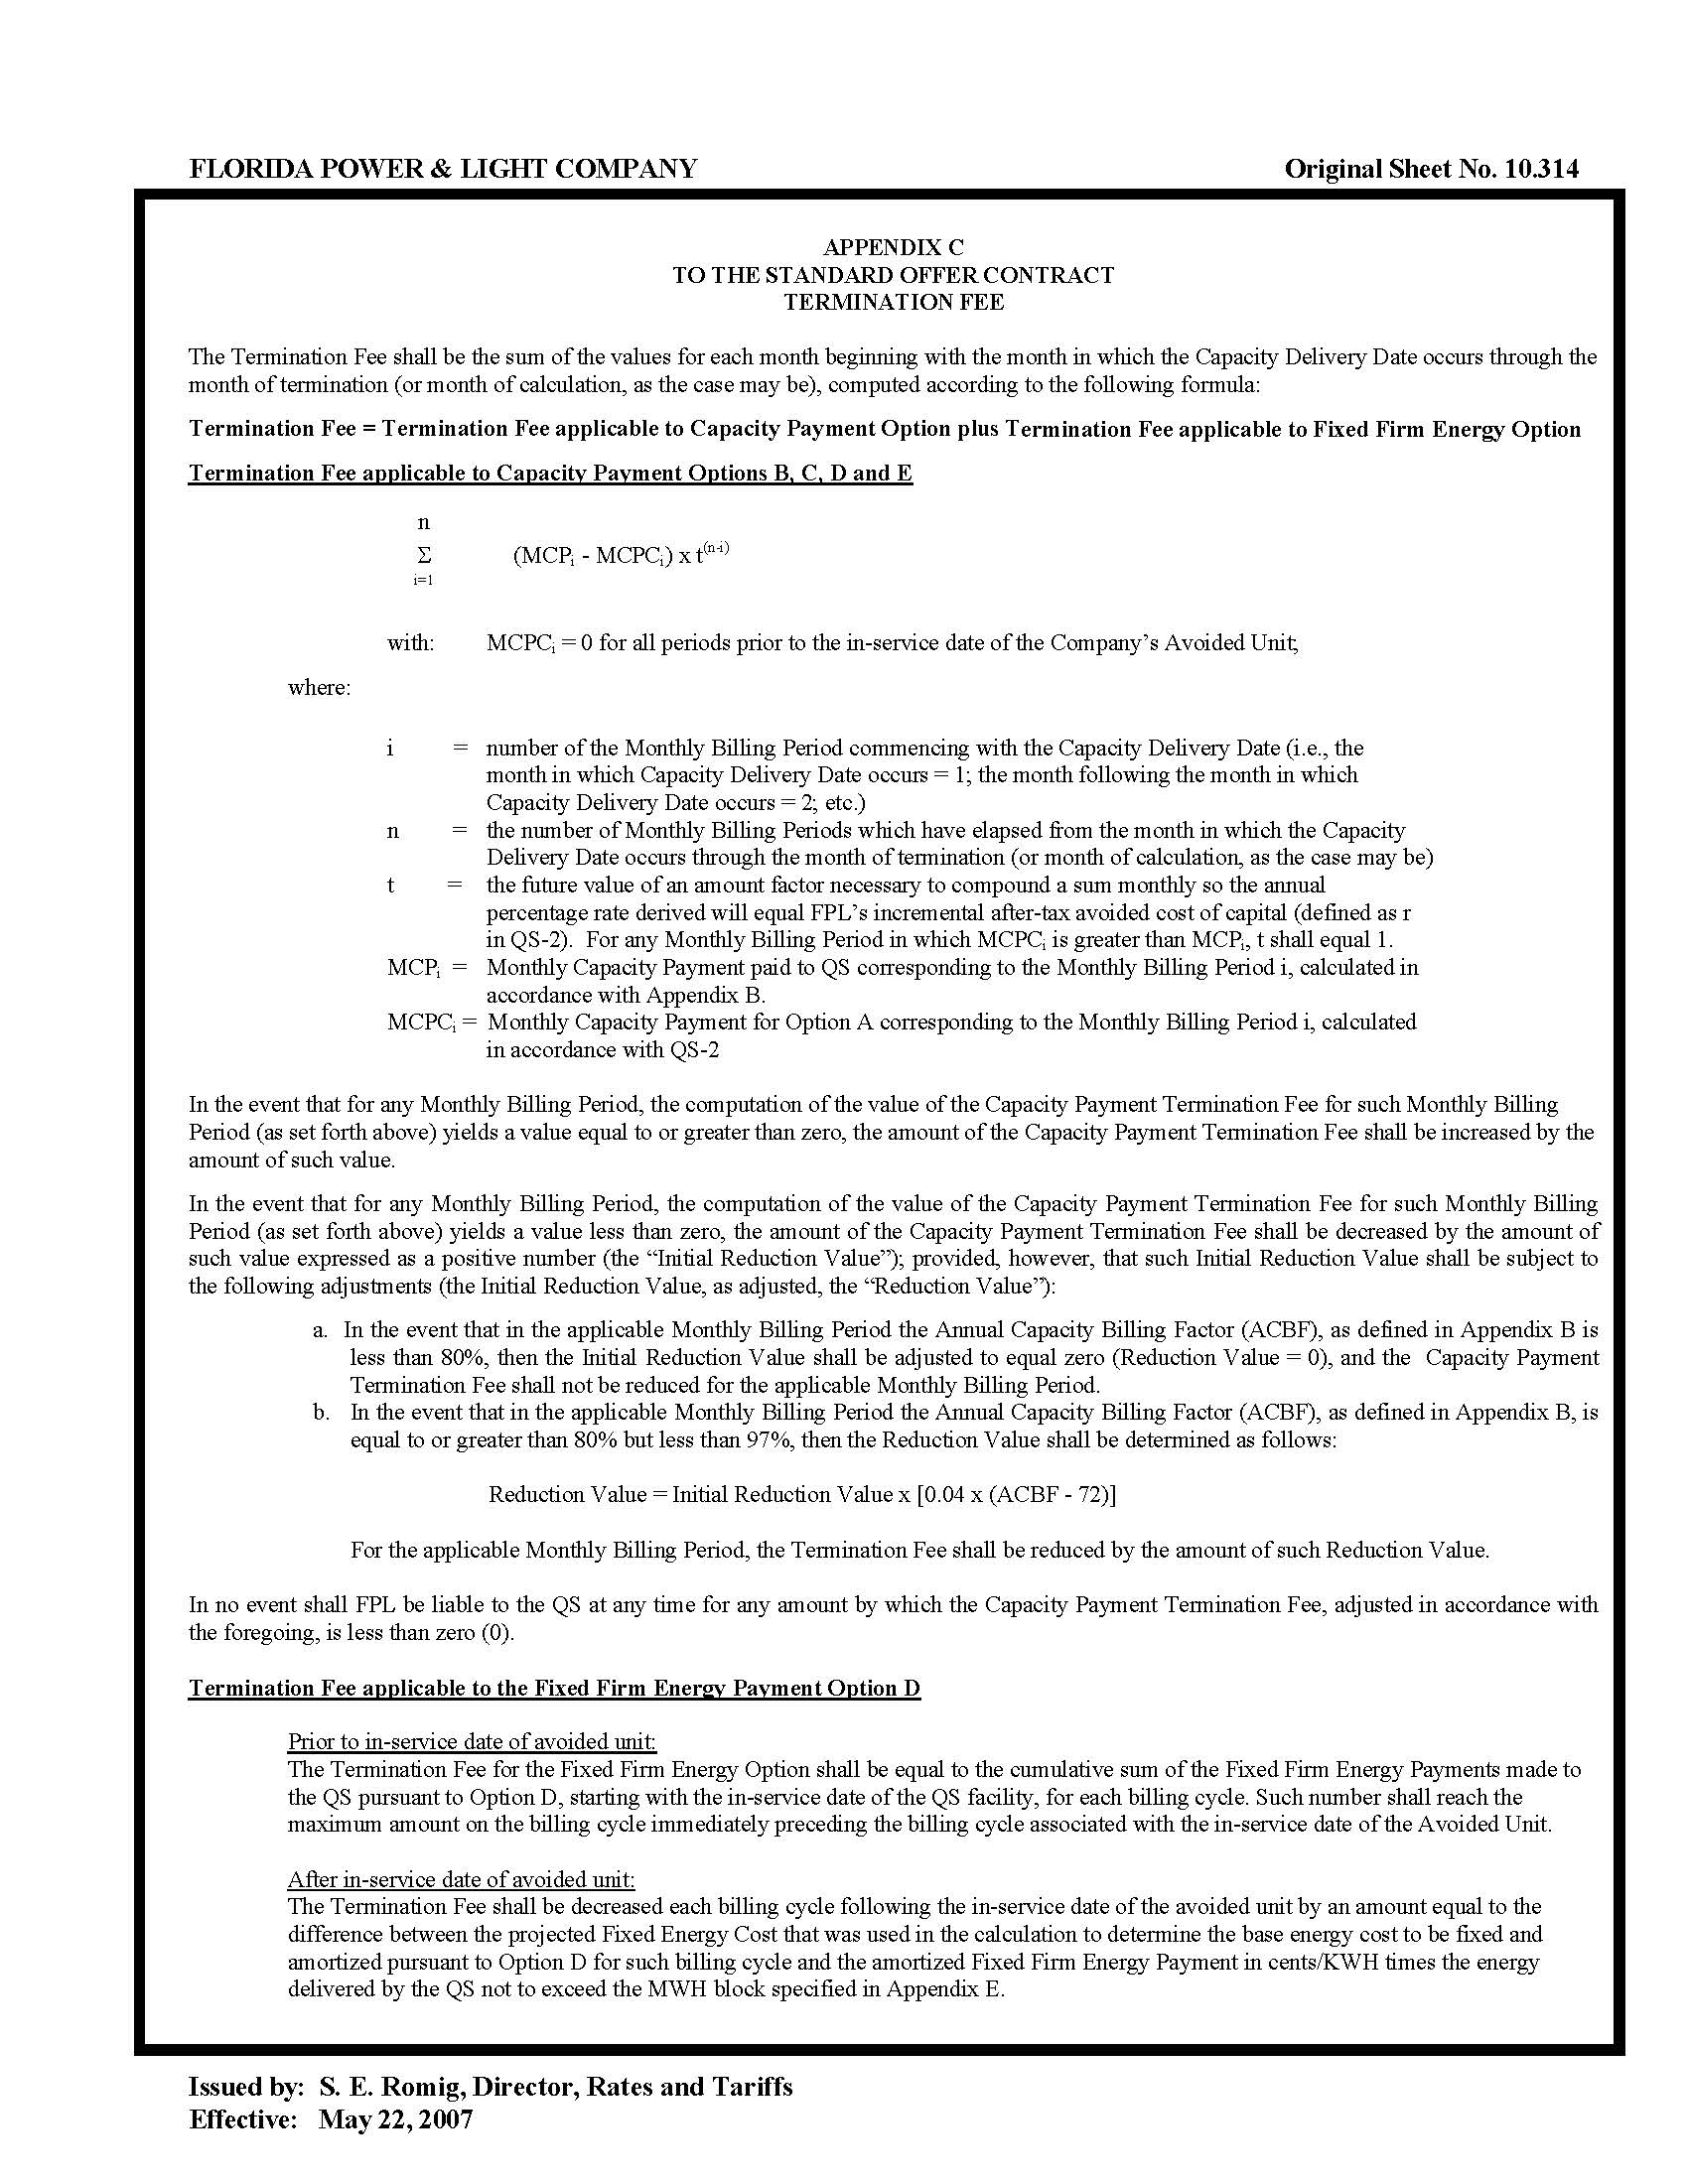 FLORIDA POWER & LIGHT COMPANY Original Sheet No. 10.314
APPENDIX C
TO THE STANDARD OFFER CONTRACT
TERMINATION FEE
The Termination Fee shall be the sum of the values for each month beginning with the month in which the Capacity Delivery Date occurs through the
month of termination (or month of calculation, as the case may be), computed according to the following formula:
Termination Fee = Termination Fee applicable to Capacity Payment Option plus Termination Fee applicable to Fixed Firm Energy Option
Termination Fee applicable to Capacity Payment Options B, C, D and E
n
Σ (MCPi - MCPCi) x t(n-i)
i=1
with: MCPCi = 0 for all periods prior to the in-service date of the Company’s Avoided Unit;
where:
i = number of the Monthly Billing Period commencing with the Capacity Delivery Date (i.e., the
month in which Capacity Delivery Date occurs = 1; the month following the month in which
Capacity Delivery Date occurs = 2; etc.)
n = the number of Monthly Billing Periods which have elapsed from the month in which the Capacity
Delivery Date occurs through the month of termination (or month of calculation, as the case may be)
t = the future value of an amount factor necessary to compound a sum monthly so the annual
percentage rate derived will equal FPL’s incremental after-tax avoided cost of capital (defined as r
in QS-2). For any Monthly Billing Period in which MCPCi is greater than MCPi, t shall equal 1.
MCPi = Monthly Capacity Payment paid to QS corresponding to the Monthly Billing Period i, calculated in
accordance with Appendix B.
MCPCi = Monthly Capacity Payment for Option A corresponding to the Monthly Billing Period i, calculated
in accordance with QS-2
In the event that for any Monthly Billing Period, the computation of the value of the Capacity Payment Termination Fee for such Monthly Billing
Period (as set forth above) yields a value equal to or greater than zero, the amount of the Capacity Payment Termination Fee shall be increased by the
amount of such value.
In the event that for any Monthly Billing Period, the computation of the value of the Capacity Payment Termination Fee for such Monthly Billing
Period (as set forth above) yields a value less than zero, the amount of the Capacity Payment Termination Fee shall be decreased by the amount of
such value expressed as a positive number (the “Initial Reduction Value”); provided, however, that such Initial Reduction Value shall be subject to
the following adjustments (the Initial Reduction Value, as adjusted, the “Reduction Value”):
a. In the event that in the applicable Monthly Billing Period the Annual Capacity Billing Factor (ACBF), as defined in Appendix B is
less than 80%, then the Initial Reduction Value shall be adjusted to equal zero (Reduction Value = 0), and the Capacity Payment
Termination Fee shall not be reduced for the applicable Monthly Billing Period.
b. In the event that in the applicable Monthly Billing Period the Annual Capacity Billing Factor (ACBF), as defined in Appendix B, is
equal to or greater than 80% but less than 97%, then the Reduction Value shall be determined as follows:
Reduction Value = Initial Reduction Value x [0.04 x (ACBF - 72)]
For the applicable Monthly Billing Period, the Termination Fee shall be reduced by the amount of such Reduction Value.
In no event shall FPL be liable to the QS at any time for any amount by which the Capacity Payment Termination Fee, adjusted in accordance with
the foregoing, is less than zero (0).
Termination Fee applicable to the Fixed Firm Energy Payment Option D
Prior to in-service date of avoided unit:
The Termination Fee for the Fixed Firm Energy Option shall be equal to the cumulative sum of the Fixed Firm Energy Payments made to
the QS pursuant to Option D, starting with the in-service date of the QS facility, for each billing cycle. Such number shall reach the
maximum amount on the billing cycle immediately preceding the billing cycle associated with the in-service date of the Avoided Unit.
After in-service date of avoided unit:
The Termination Fee shall be decreased each billing cycle following the in-service date of the avoided unit by an amount equal to the
difference between the projected Fixed Energy Cost that was used in the calculation to determine the base energy cost to be fixed and
amortized pursuant to Option D for such billing cycle and the amortized Fixed Firm Energy Payment in cents/KWH times the energy
delivered by the QS not to exceed the MWH block specified in Appendix E.
Issued by: S. E. Romig, Director, Rates and Tariffs
Effective: May 22, 2007